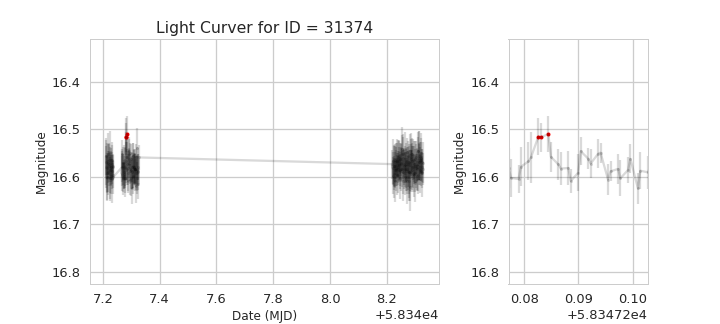 Light Curver for ID = 31374
Magnitude
16.4
16.5
16.6
16.7
16.8
7.2 7.4 7.6 7.8 8.0 8.2
Date (MJD)
+5.834e4
Magnitude
16.4
16.5
16.6
16.7
16.8
0.08 0.09 0.10
+5.83472e4